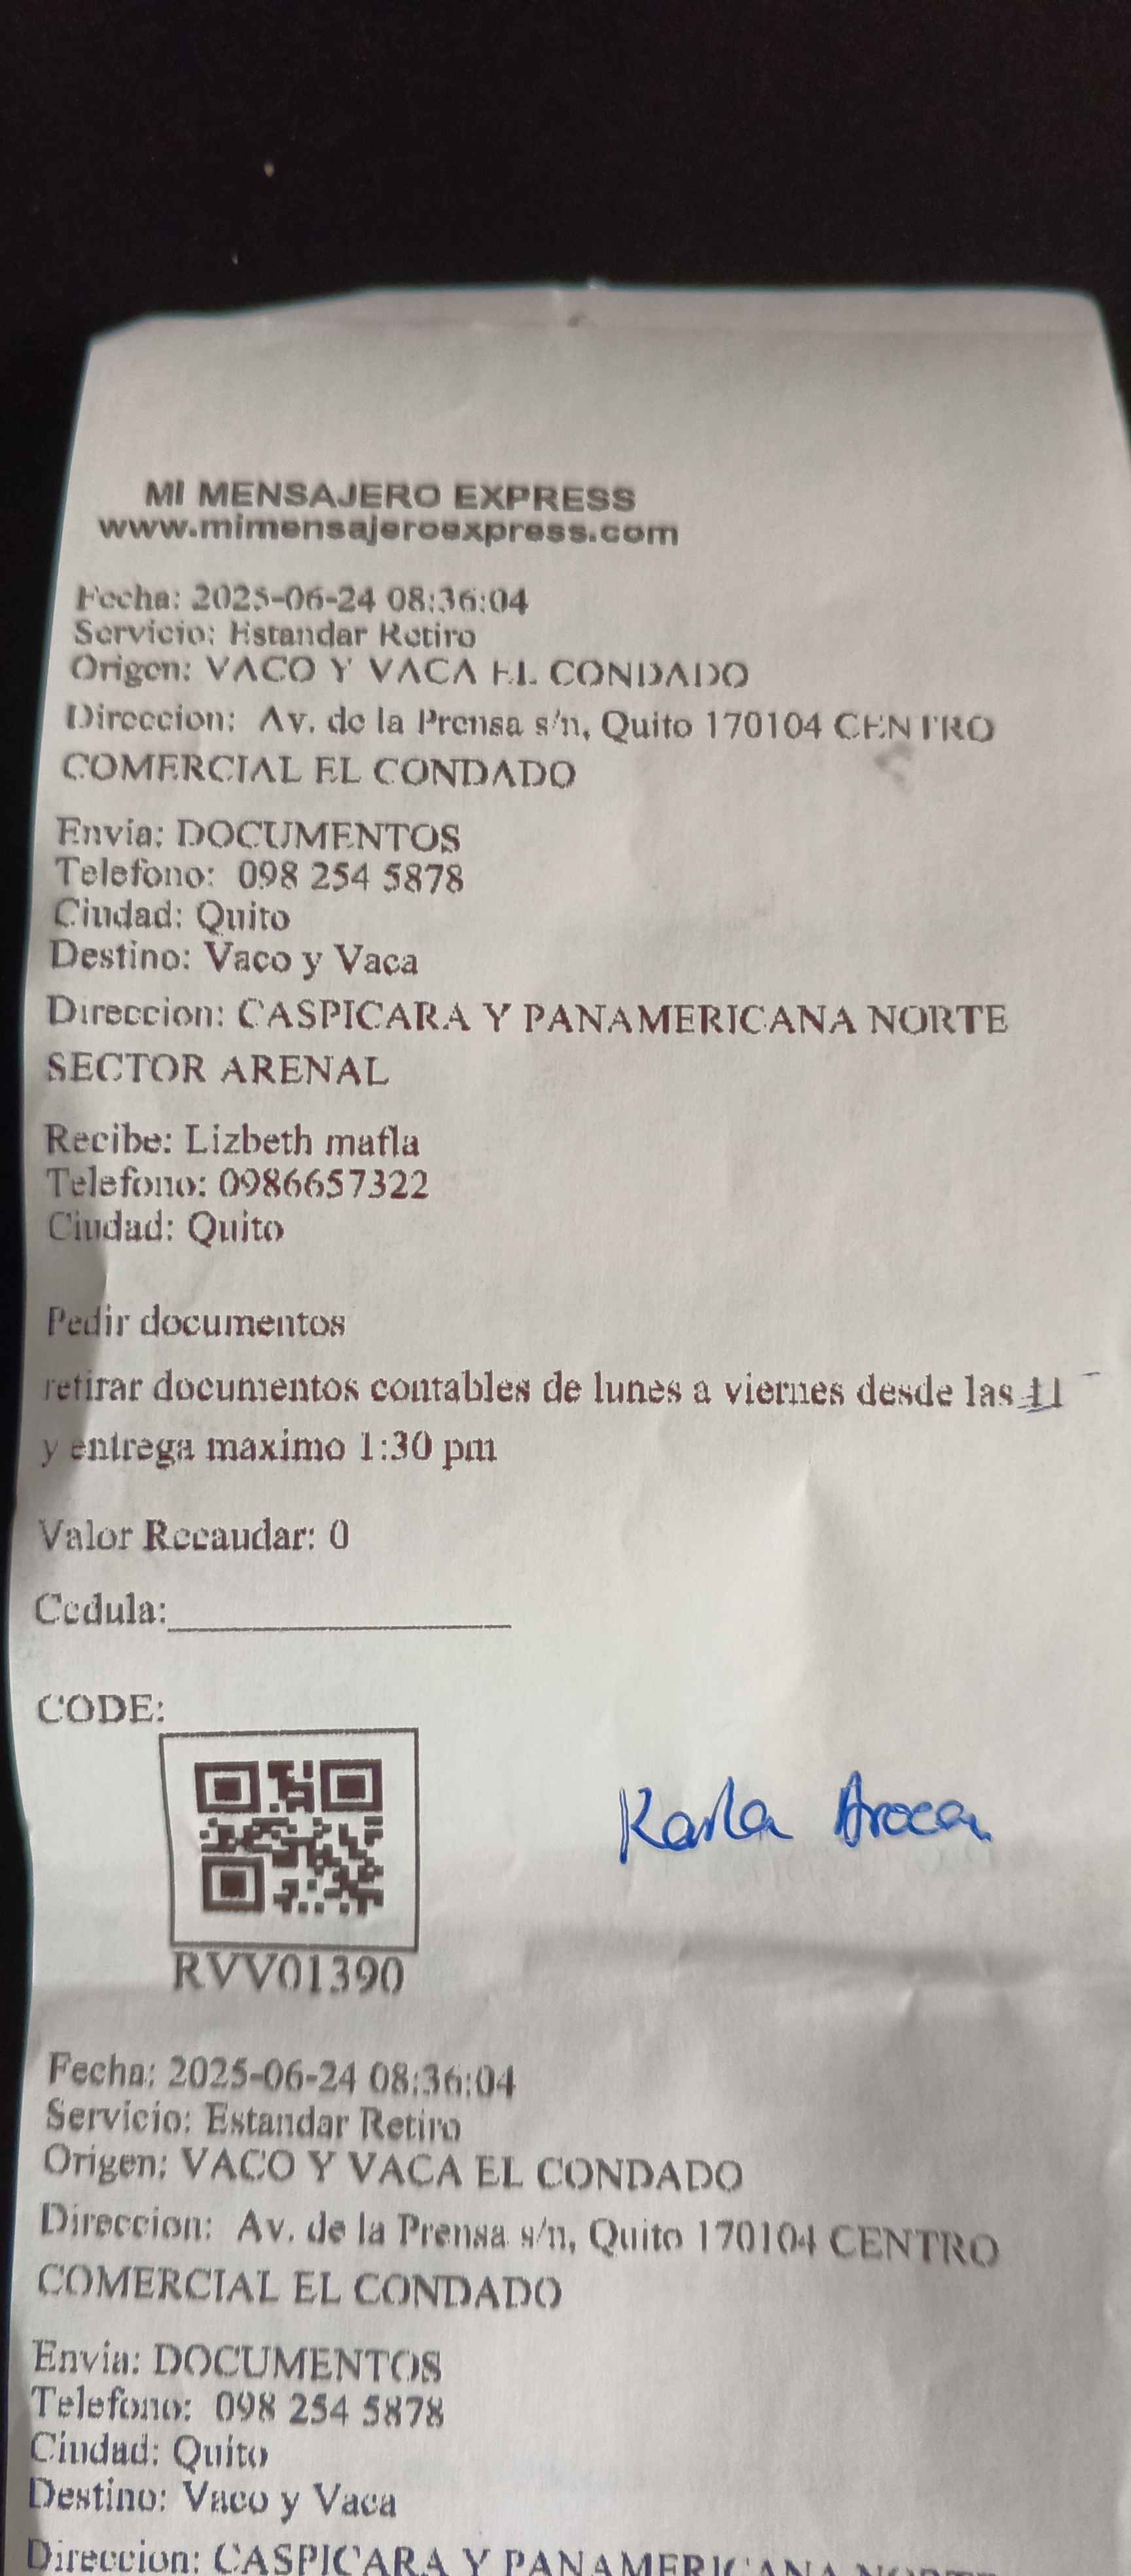 MI MENSAJERO EXPRESS
www.mimensajeroexpress.com
Fecha: 2025-06-24 08:36:04
Servicio: Estandar Retiro
Origen: VACO Y VACA EL CONDADO
Direccion: Av. de la Prensa s/n, Quito 170104 CENTRO
COMERCIAL EL CONDADO
Envia: DOCUMENTOS
Telefono: 098 254 5878
Ciudad: Quito
Destino: Vaco y Vaca
Direccion: CASPICARA Y PANAMERICANA NORTE
SECTOR ARENAL
Recibe: Lizbeth mafla
Telefono: 0986657322
Ciudad: Quito
Pedir documentos
retirar documentos contables de lunes a viernes desde las 11
y entrega maximo 1:30 pm
Valor Recaudar: 0
Cedula:
CODE:
Karla Aroca
RVV01390
Fecha: 2025-06-24 08:36:04
Servicio: Estandar Retiro
Origen: VACO Y VACA EL CONDADO
Direccion: Av. de la Prensa s/n, Quito 170104 CENTRO
COMERCIAL EL CONDADO
Envia: DOCUMENTOS
Telefono: 098 254 5878
Ciudad: Quito
Destino: Vaco y Vaca
Direccion: CASPICARA Y PANAMERICANA NORTE